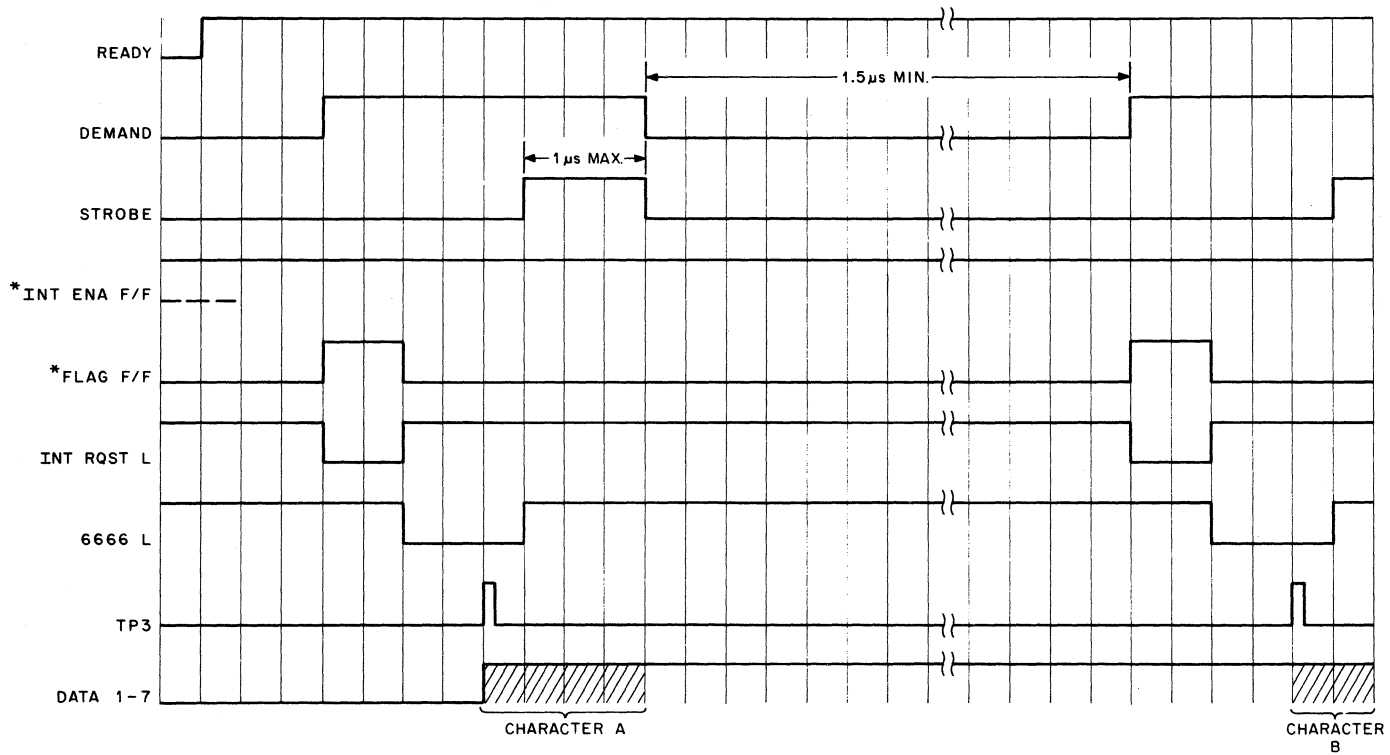 READY
1.5µs MIN.
DEMAND
1µs MAX.
STROBE
*INT ENA F/F
*FLAG F/F
INT RQST L
6666 L
TP3
DATA 1-7
CHARACTER A
CHARACTER
B